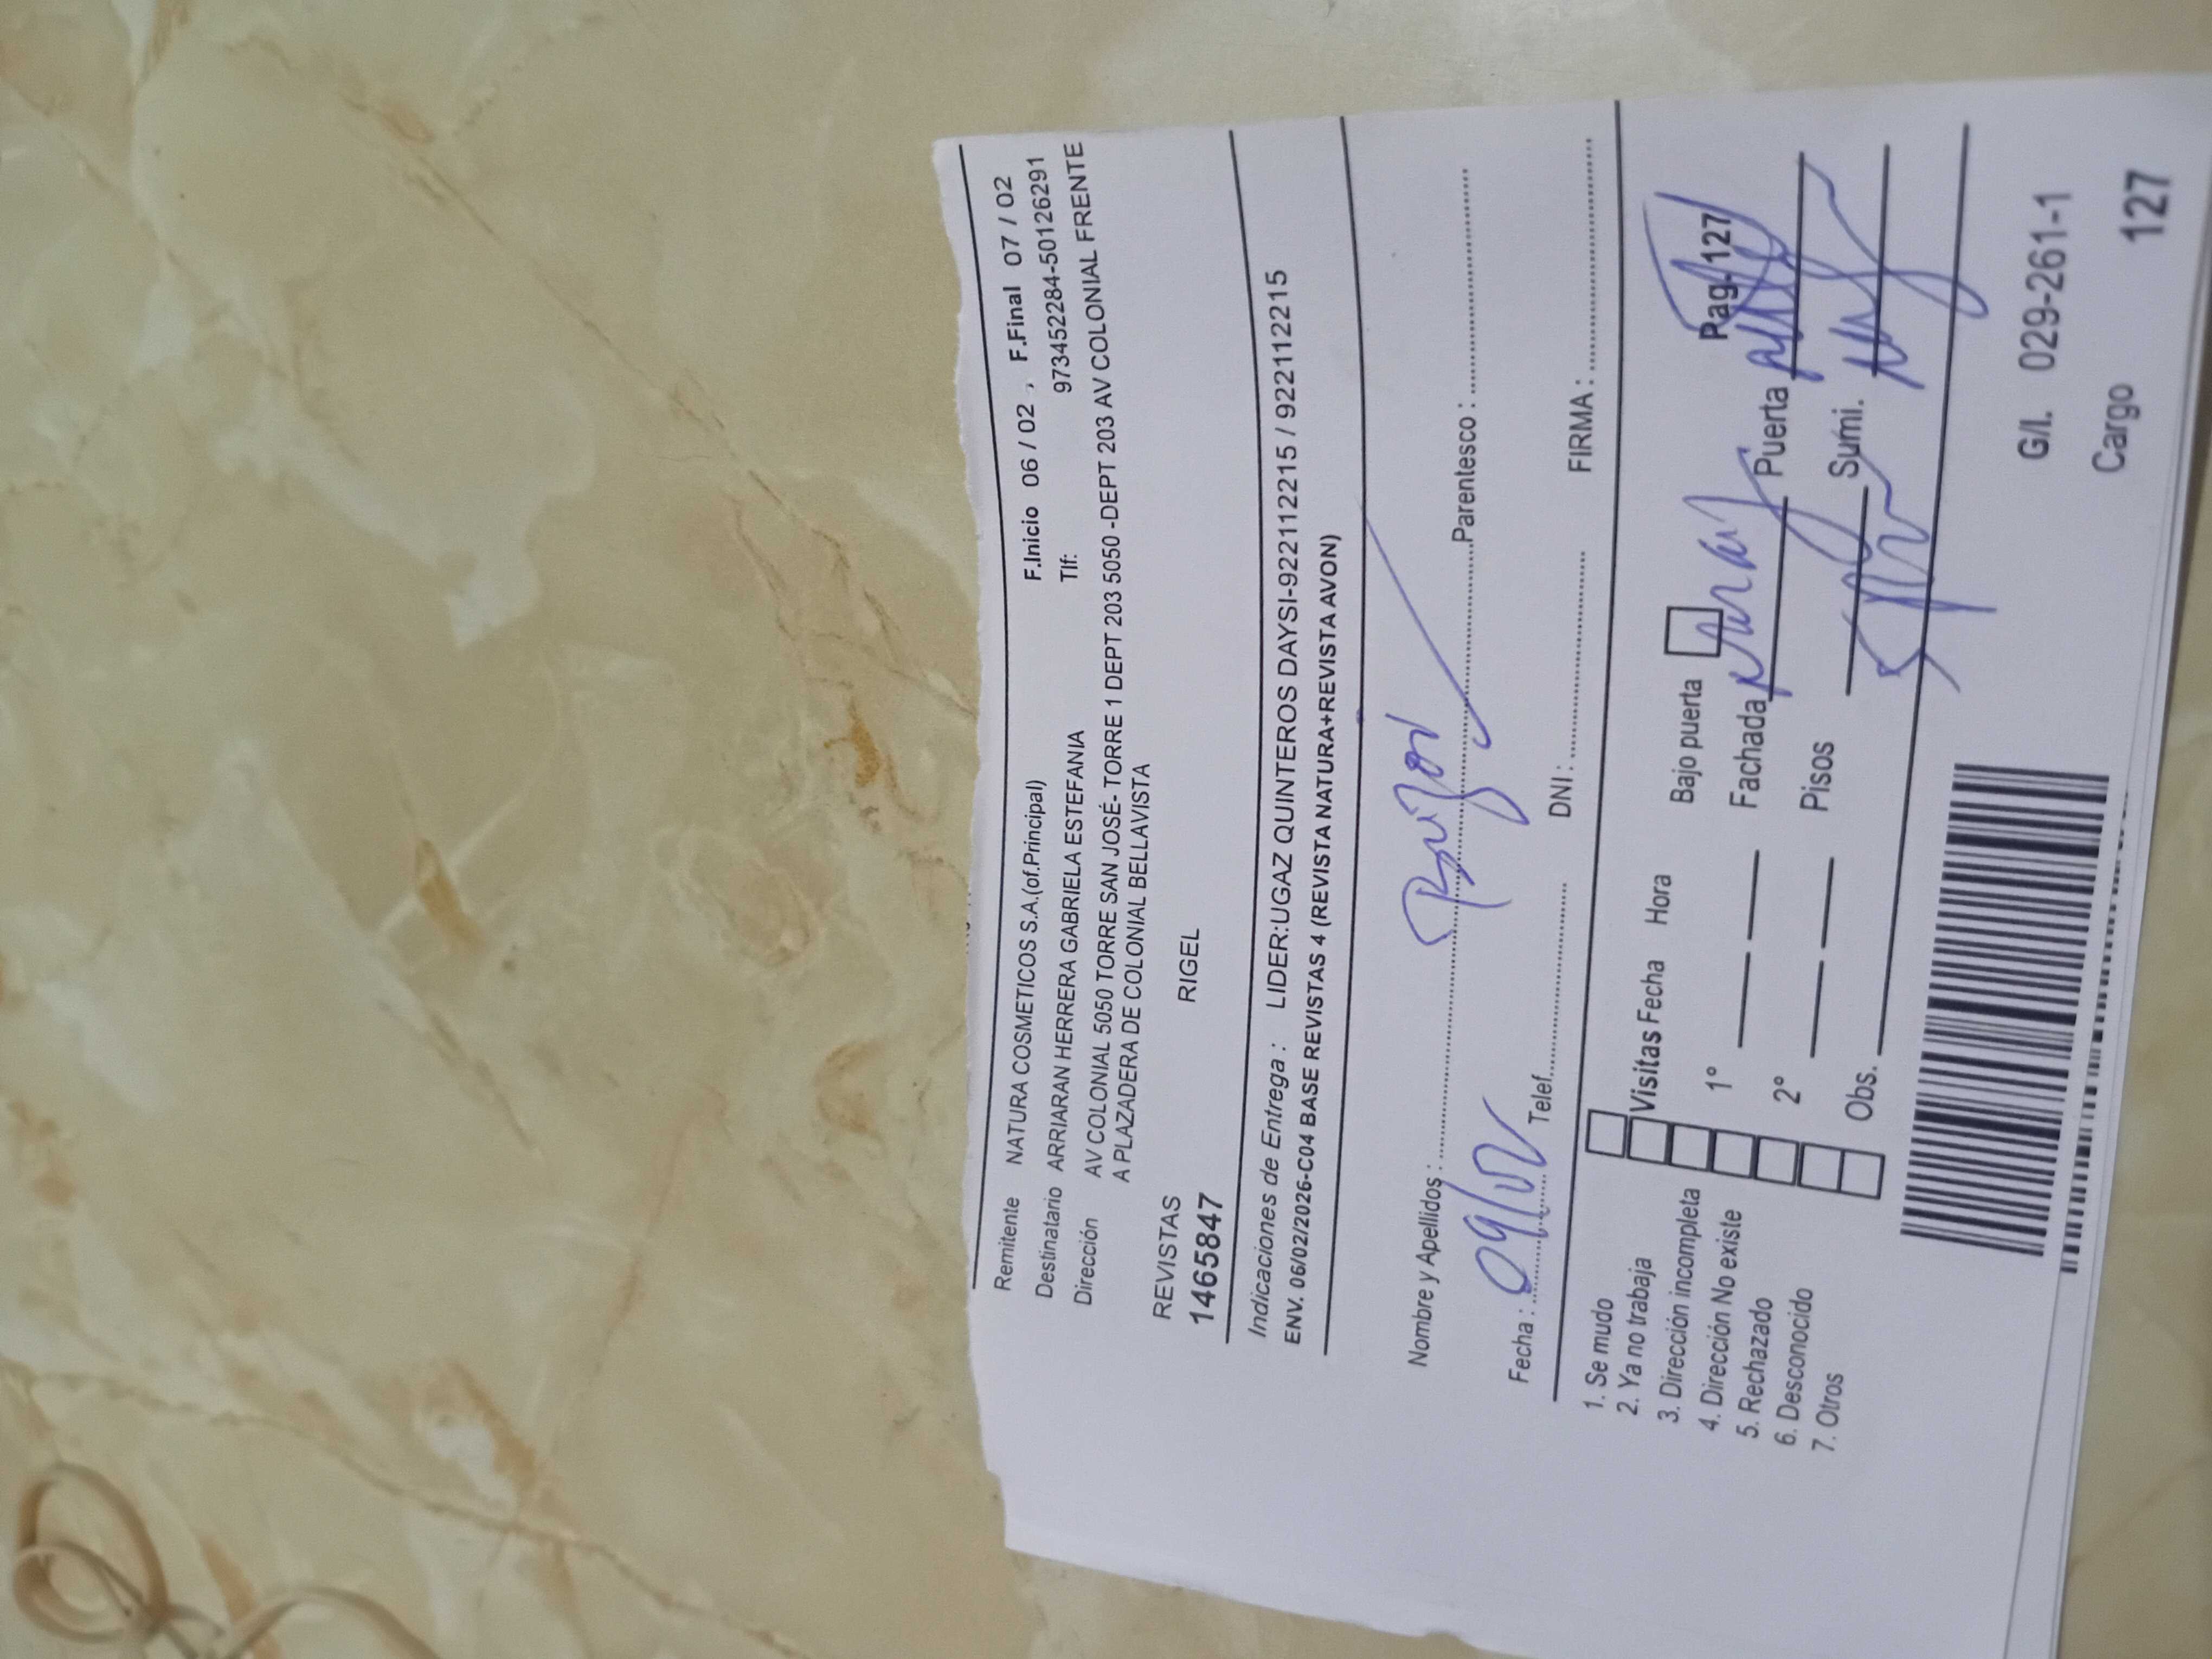 Remitente NATURA COSMETICOS S.A.(of.Principal) F.Inicio 06 / 02 , F.Final 07 / 02
Destinatario ARRIARAN HERRERA GABRIELA ESTEFANIA Tlf: 973452284-50126291
Dirección AV COLONIAL 5050 TORRE SAN JOSÉ- TORRE 1 DEPT 203 5050 -DEPT 203 AV COLONIAL FRENTE
A PLAZADERA DE COLONIAL BELLAVISTA
REVISTAS RIGEL
1465847
Indicaciones de Entrega : LIDER:UGAZ QUINTEROS DAYSI-922112215 / 922112215
ENV. 06/02/2026-C04 BASE REVISTAS 4 (REVISTA NATURA+REVISTA AVON)
Nombre y Apellidos : Parentesco :
Fecha : 09/02 Telef. DNI : FIRMA :
1. Se mudo
2. Ya no trabaja
3. Dirección incompleta
4. Dirección No existe
5. Rechazado
6. Desconocido
7. Otros
Visitas Fecha Hora Bajo puerta Pag- 127
1° Fachada Puerta
2° Pisos Sumi.
Obs.
G/L 029-261-1
Cargo 127